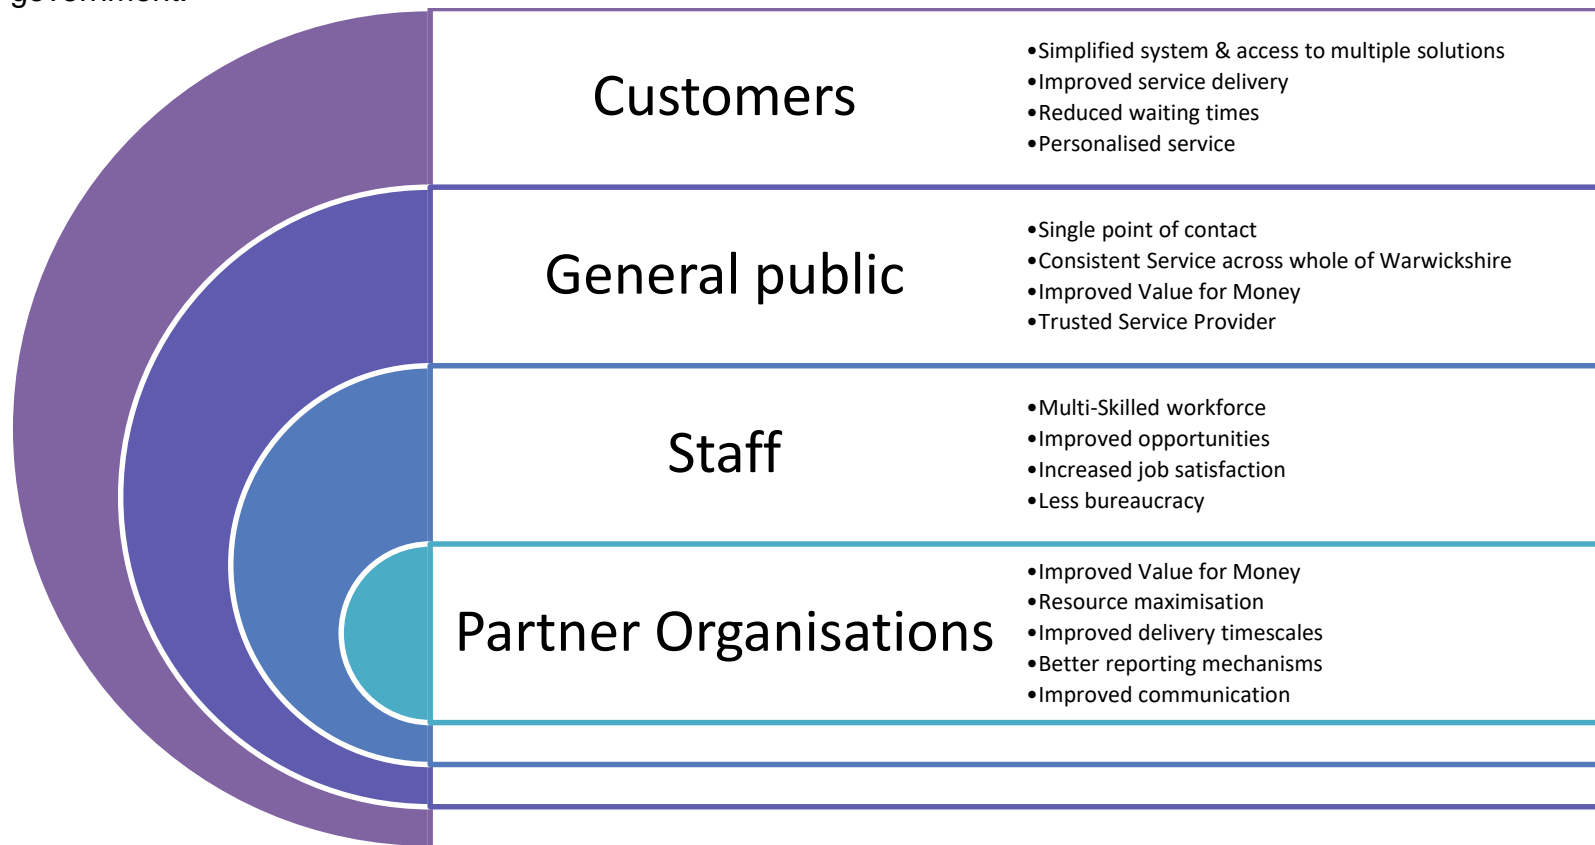 government.
Customers
•Simplified system & access to multiple solutions
•Improved service delivery
•Reduced waiting times
•Personalised service
General public
•Single point of contact
•Consistent Service across whole of Warwickshire
•Improved Value for Money
•Trusted Service Provider
Staff
•Multi-Skilled workforce
•Improved opportunities
•Increased job satisfaction
•Less bureaucracy
Partner Organisations
•Improved Value for Money
•Resource maximisation
•Improved delivery timescales
•Better reporting mechanisms
•Improved communication